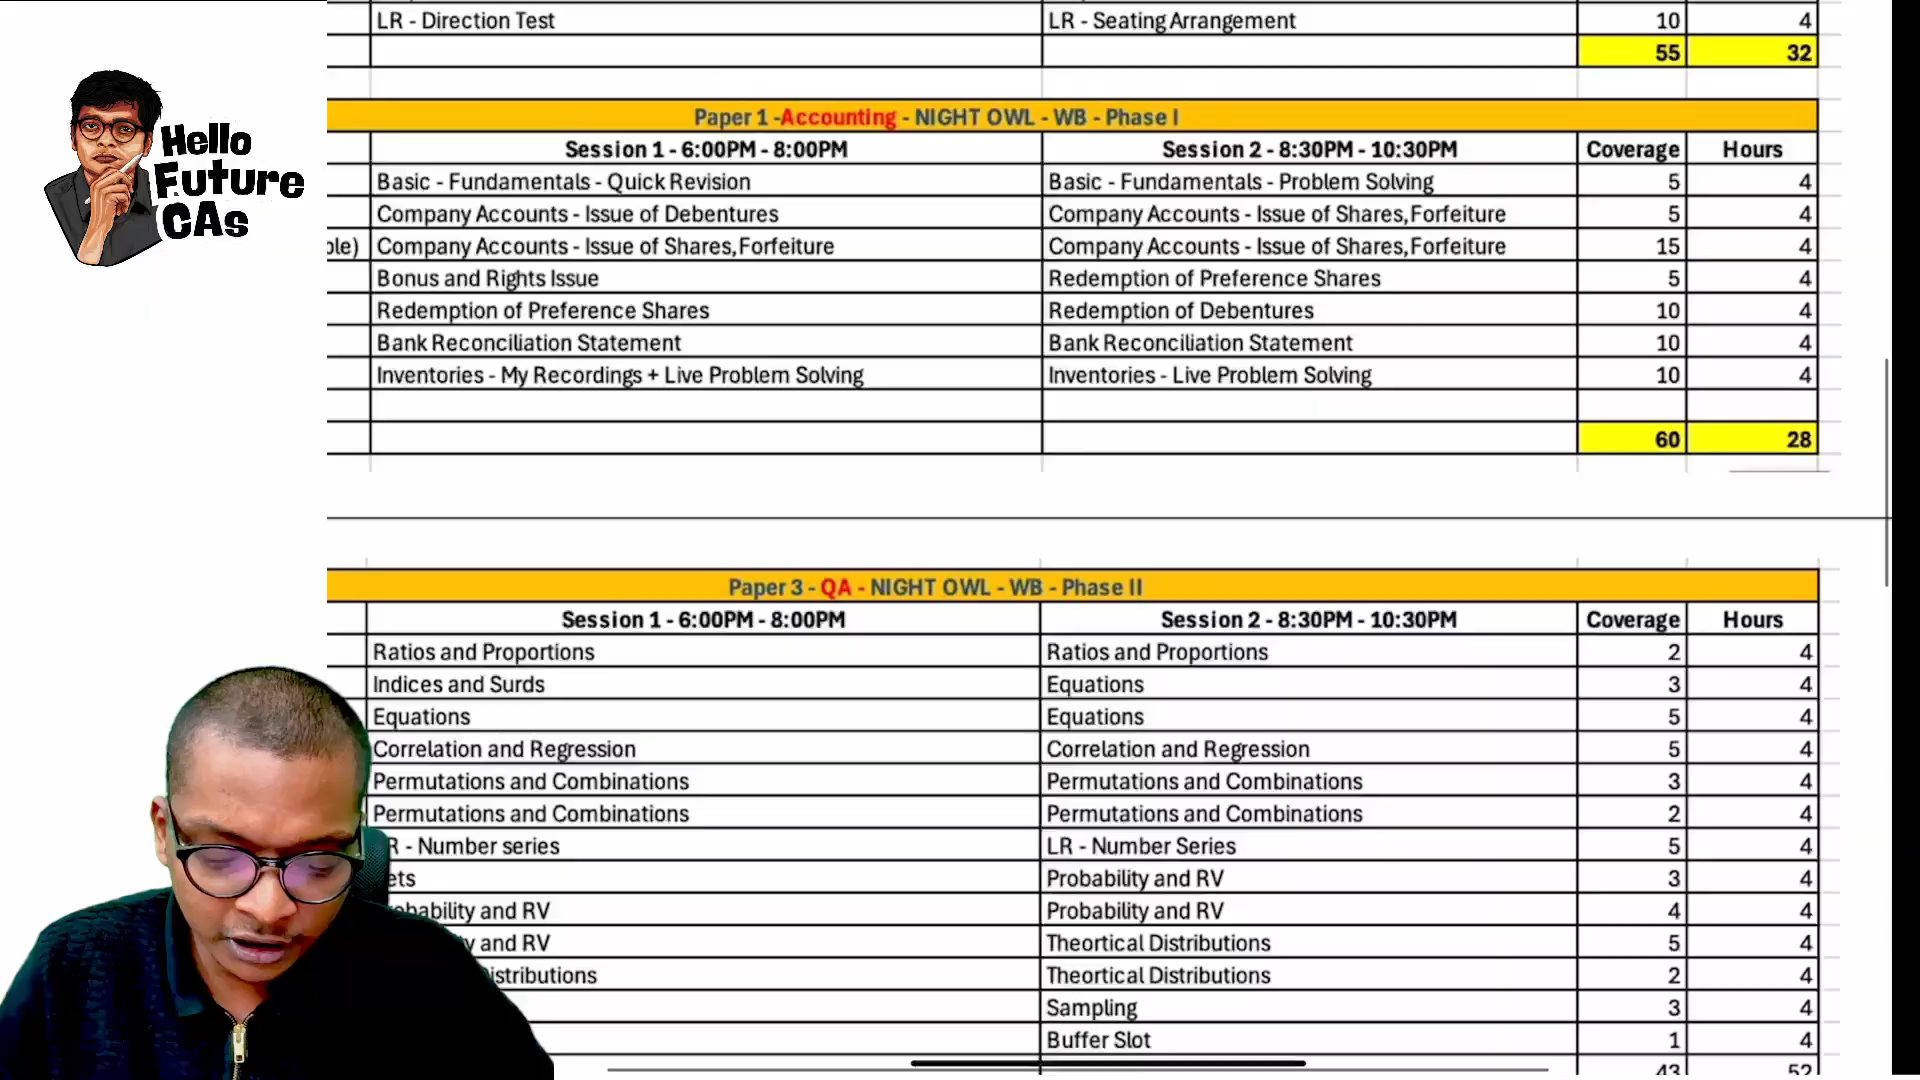 LR - Direction Test LR - Seating Arrangement 10 4
55 32
Hello Future CAs
Paper 1 -Accounting - NIGHT OWL - WB - Phase I
Session 1 - 6:00PM - 8:00PM Session 2 - 8:30PM - 10:30PM Coverage Hours
Basic - Fundamentals - Quick Revision Basic - Fundamentals - Problem Solving 5 4
Company Accounts - Issue of Debentures Company Accounts - Issue of Shares,Forfeiture 5 4
Company Accounts - Issue of Shares,Forfeiture Company Accounts - Issue of Shares,Forfeiture 15 4
Bonus and Rights Issue Redemption of Preference Shares 5 4
Redemption of Preference Shares Redemption of Debentures 10 4
Bank Reconciliation Statement Bank Reconciliation Statement 10 4
Inventories - My Recordings + Live Problem Solving Inventories - Live Problem Solving 10 4
60 28
Paper 3 - QA - NIGHT OWL - WB - Phase II
Session 1 - 6:00PM - 8:00PM Session 2 - 8:30PM - 10:30PM Coverage Hours
Ratios and Proportions Ratios and Proportions 2 4
Indices and Surds Equations 3 4
Equations Equations 5 4
Correlation and Regression Correlation and Regression 5 4
Permutations and Combinations Permutations and Combinations 3 4
Permutations and Combinations Permutations and Combinations 2 4
R - Number series LR - Number Series 5 4
ets Probability and RV 3 4
obability and RV Probability and RV 4 4
y and RV Theortical Distributions 5 4
istributions Theortical Distributions 2 4
Sampling 3 4
Buffer Slot 1 4
43 52